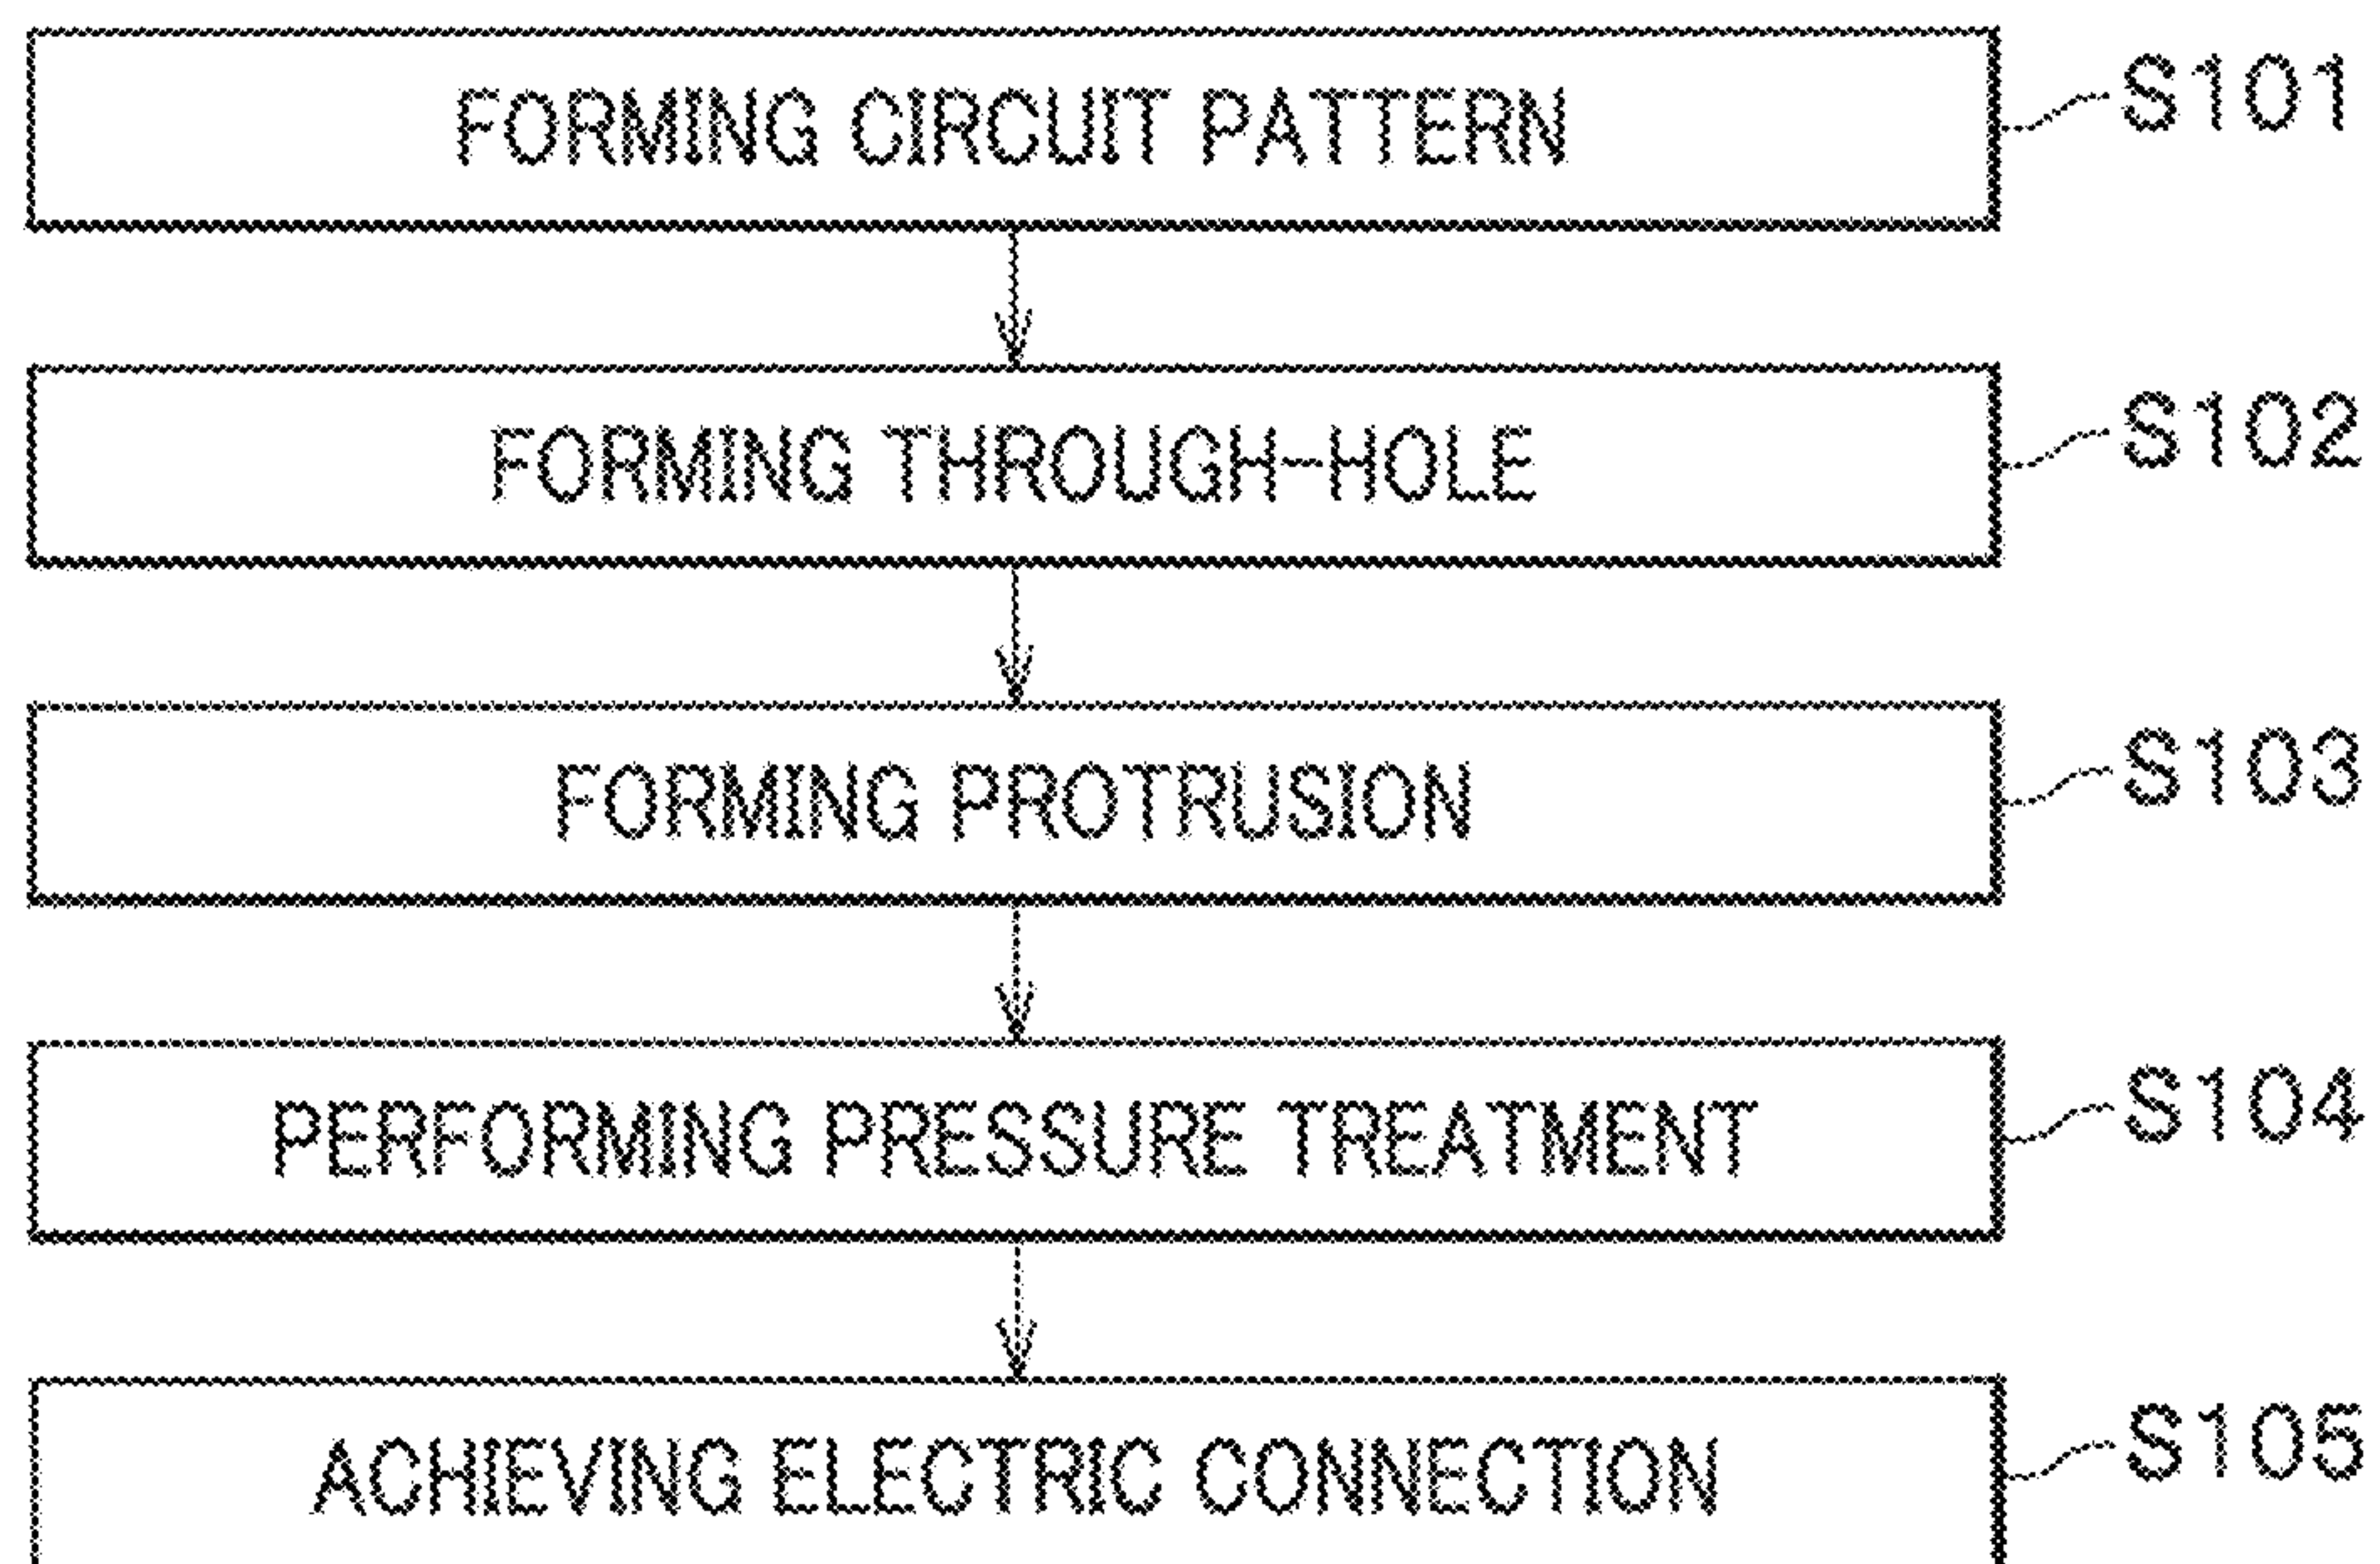 FORMING CIRCUIT PATTERN S101
FORMING THROUGH-HOLE S102
FORMING PROTRUSION S103
PERFORMING PRESSURE TREATMENT S104
ACHIEVING ELECTRIC CONNECTION S105